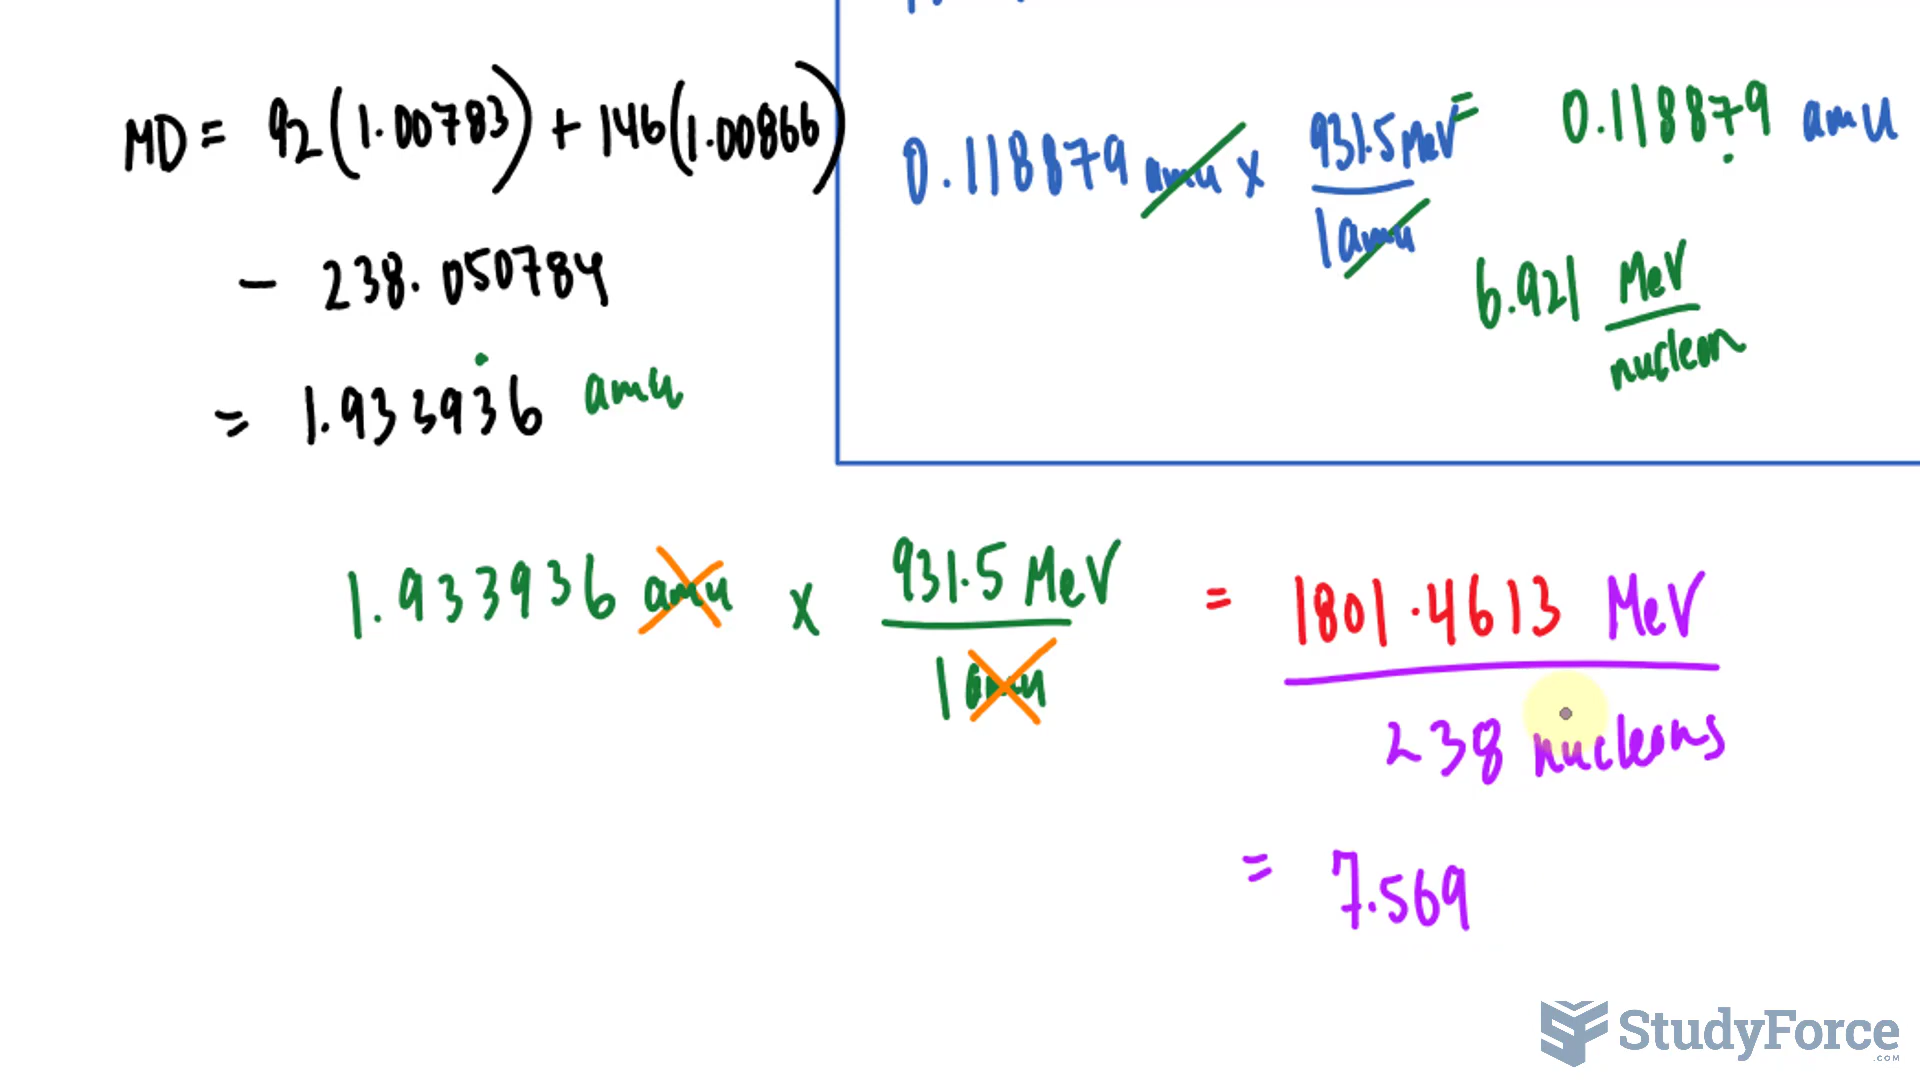 MD = 92(1.00783) + 146(1.00866)
- 238.050784
= 1.933936 amu
0.118879 amu x 931.5 MeV / 1 amu = 0.118879 amu
6.921 MeV / nucleon
1.933936 amu x 931.5 MeV / 1 amu = 1801.4613 MeV / 238 nucleons
= 7.569
StudyForce
.COM